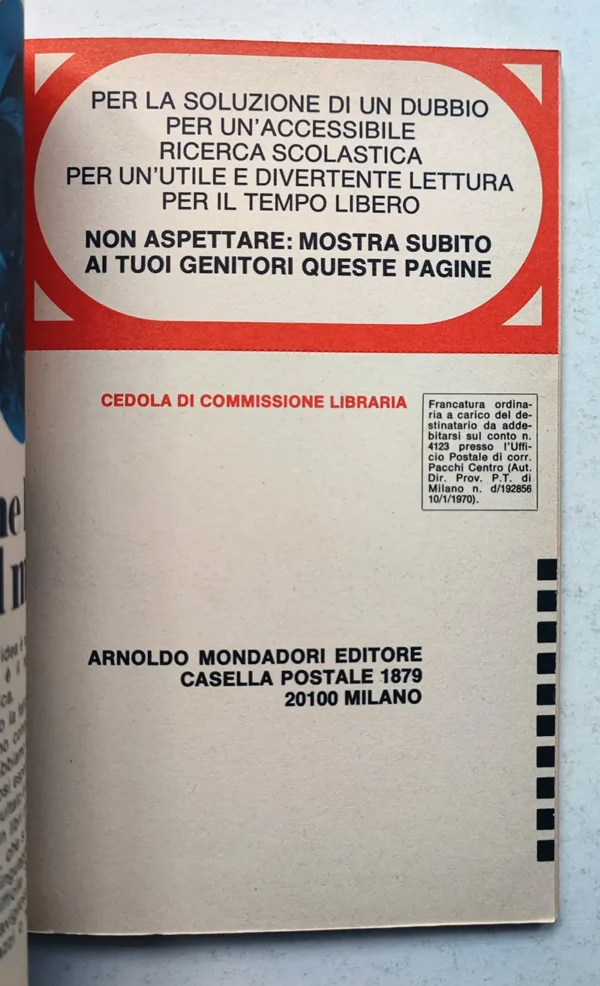 PER LA SOLUZIONE DI UN DUBBIO
PER UN'ACCESSIBILE
RICERCA SCOLASTICA
PER UN'UTILE E DIVERTENTE LETTURA
PER IL TEMPO LIBERO
NON ASPETTARE: MOSTRA SUBITO
AI TUOI GENITORI QUESTE PAGINE
CEDOLA DI COMMISSIONE LIBRARIA
Francatura ordina-
ria a carico del de-
stinatario da adde-
bitarsi sul conto n.
4123 presso l'Uffi-
cio Postale di corr.
Pacchi Centro (Aut.
Dir. Prov. P.T. di
Milano n. d/192856
10/1/1970).
ARNOLDO MONDADORI EDITORE
CASELLA POSTALE 1879
20100 MILANO